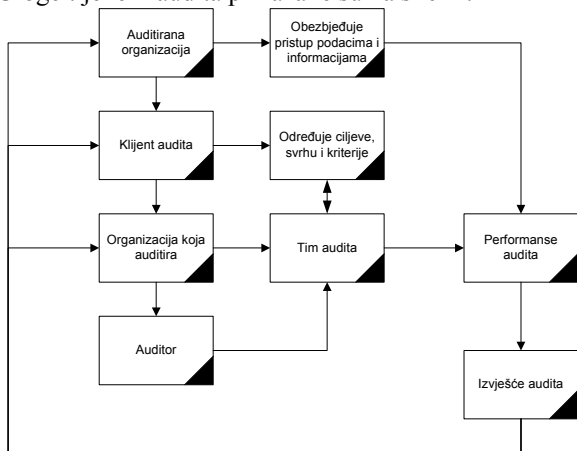 Auditirana
organizacija
Obezbjeđuje
pristup podacima i
informacijama
Klijent audita
Određuje ciljeve,
svrhu i kriterije
Organizacija koja
auditira
Tim audita
Performanse
audita
Auditor
Izvješće audita